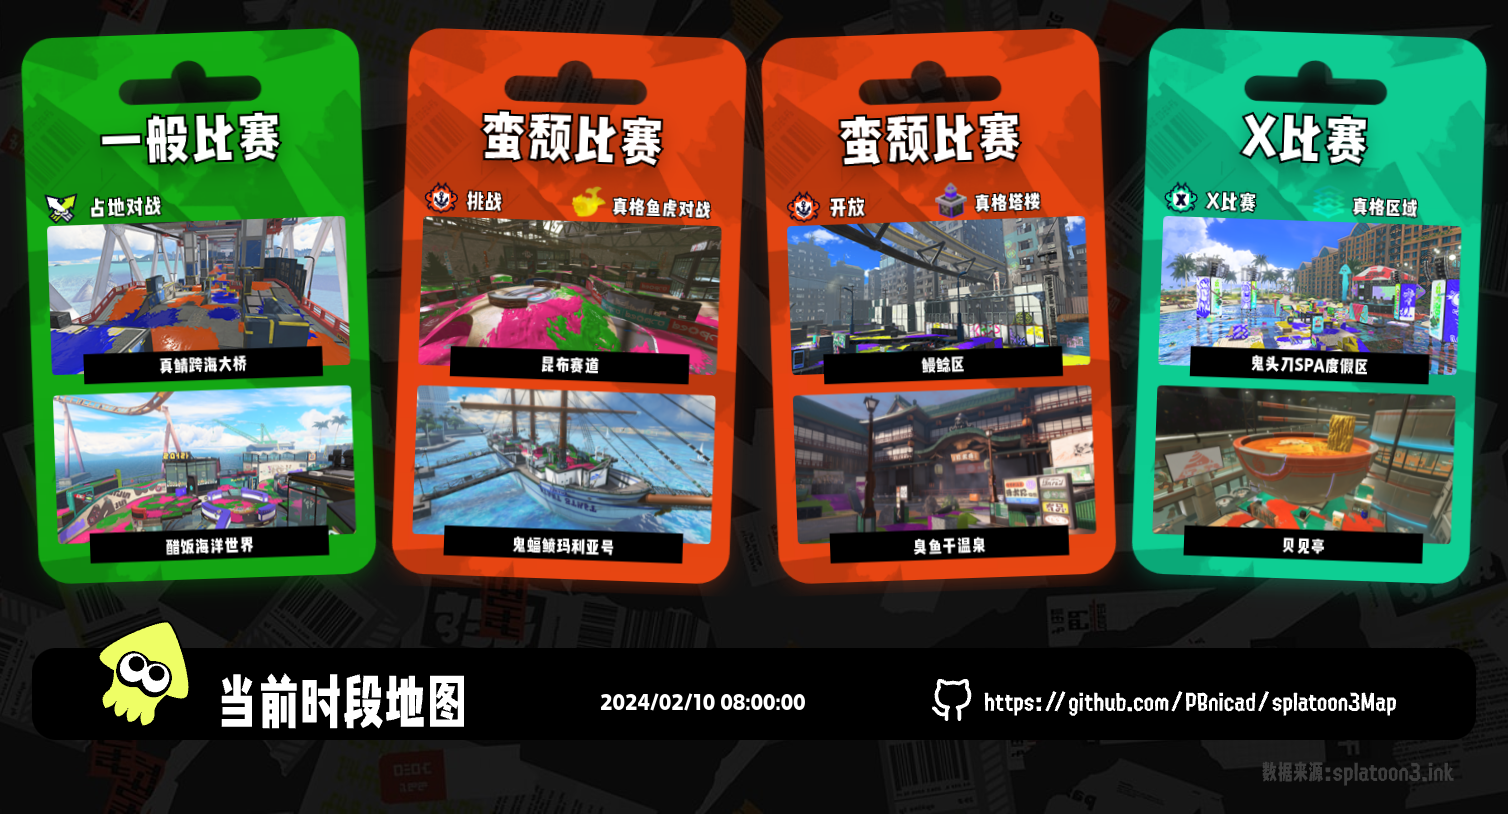 一般比赛
占地对战
真鲭跨海大桥
醋饭海洋世界
蛮颓比赛
挑战
真格鱼虎对战
昆布赛道
鬼蝠鲼玛利亚号
蛮颓比赛
开放
真格塔楼
鳗鲶区
臭鱼干温泉
X比赛
X比赛
真格区域
鬼头刀SPA度假区
贝见亭
当前时段地图
2024/02/10 08:00:00
https://github.com/PBnicad/splatoon3Map
数据来源:splatoon3.ink